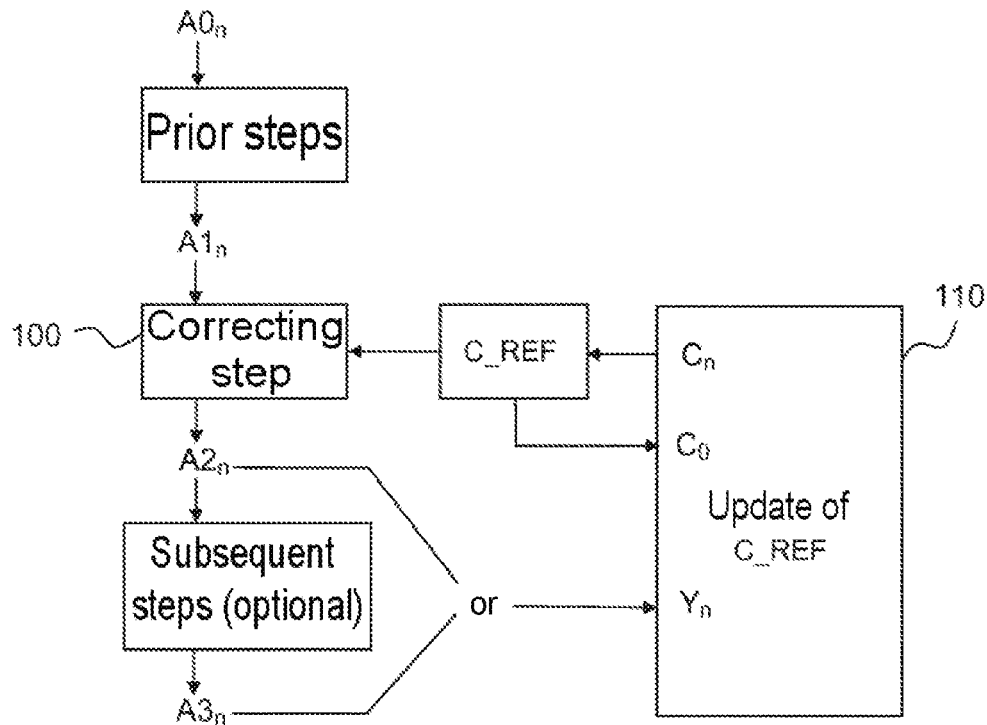 A0n
Prior steps
A1n
100
Correcting
step
C_REF
Cn
110
C0
A2n
Update of
C_REF
Subsequent
steps (optional)
or
Yn
A3n